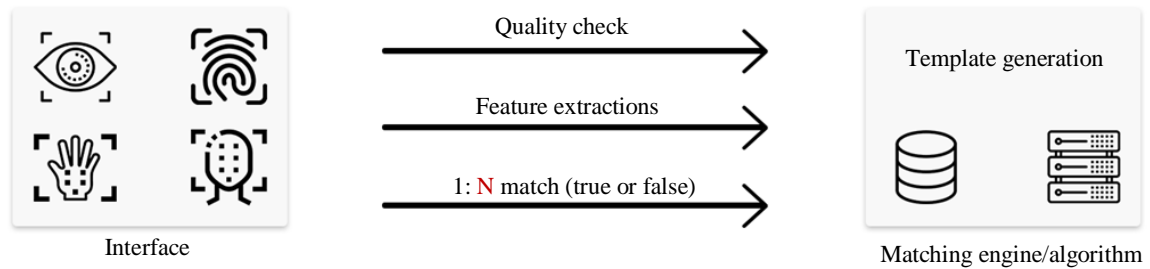 Quality check
Template generation
Feature extractions
1: N match (true or false)
Interface
Matching engine/algorithm